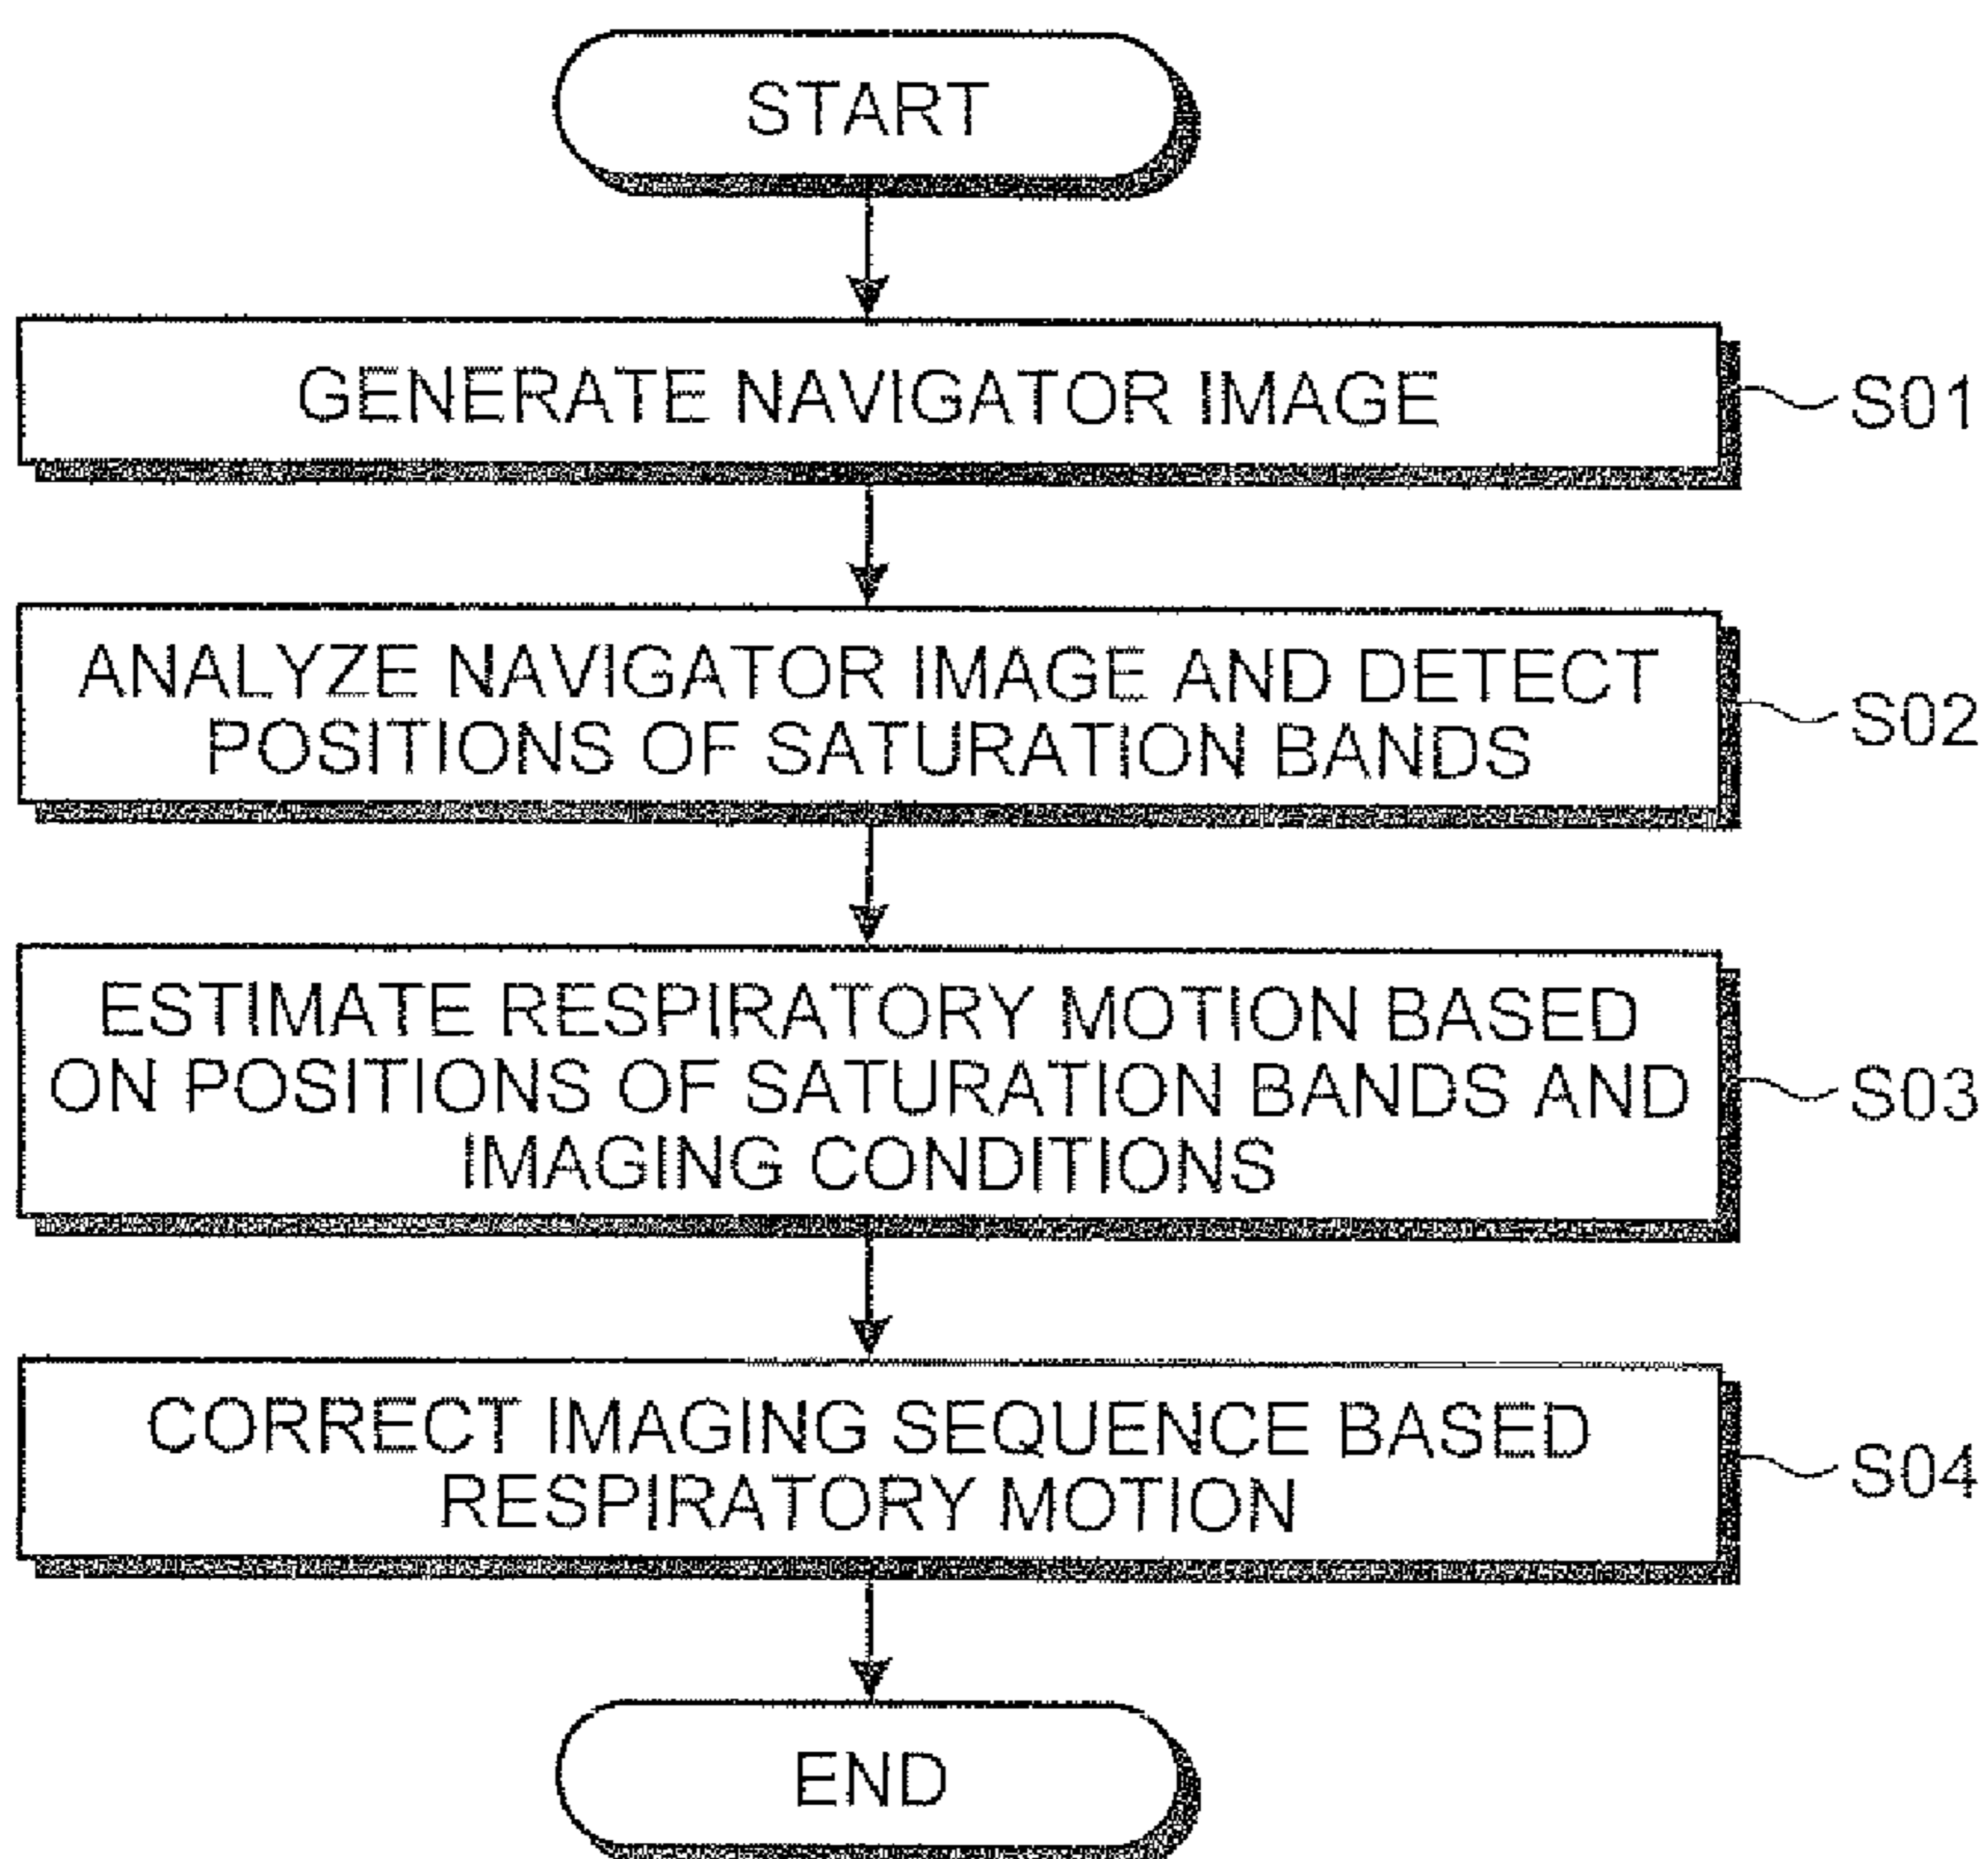 START
GENERATE NAVIGATOR IMAGE
S01
ANALYZE NAVIGATOR IMAGE AND DETECT
POSITIONS OF SATURATION BANDS
S02
ESTIMATE RESPIRATORY MOTION BASED
ON POSITIONS OF SATURATION BANDS AND
IMAGING CONDITIONS
S03
CORRECT IMAGING SEQUENCE BASED
RESPIRATORY MOTION
S04
END